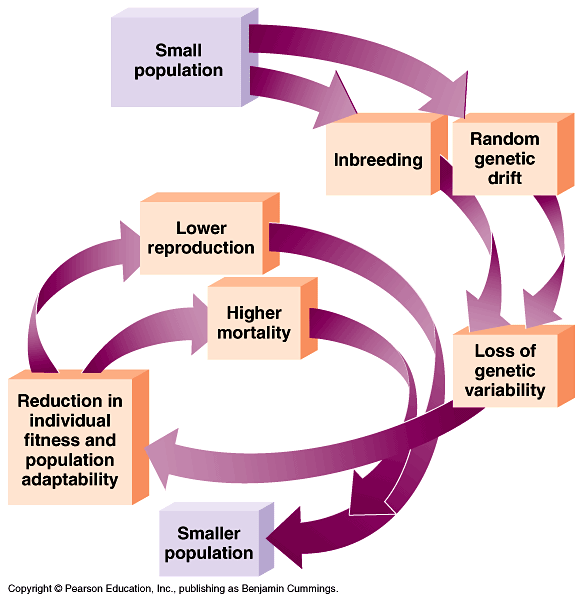 Small
population
Inbreeding
Random
genetic
drift
Lower
reproduction
Higher
mortality
Loss of
genetic
variability
Reduction in
individual
fitness and
population
adaptability
Smaller
population
Copyright © Pearson Education, Inc., publishing as Benjamin Cummings.